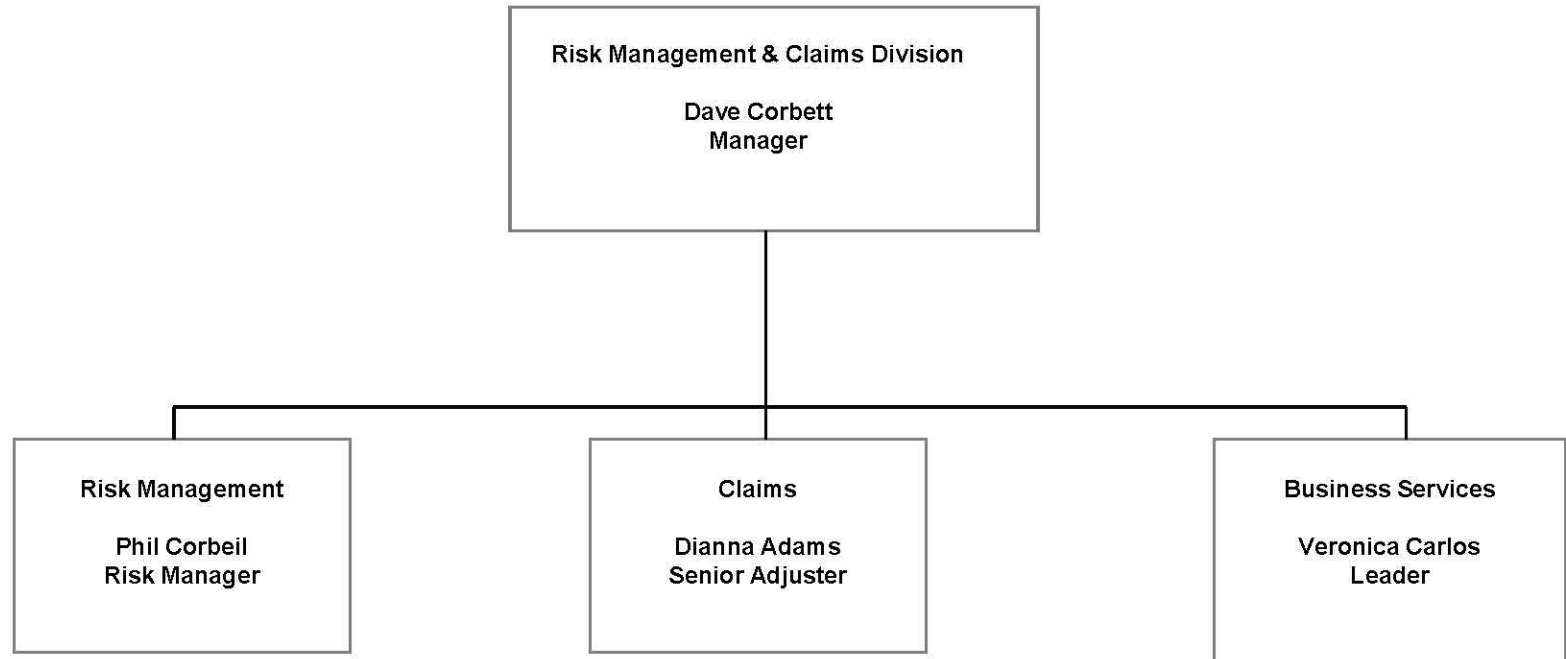 Risk Management & Claims Division
Dave Corbett
Manager
Risk Management
Phil Corbeil
Risk Manager
Claims
Dianna Adams
Senior Adjuster
Business Services
Veronica Carlos
Leader